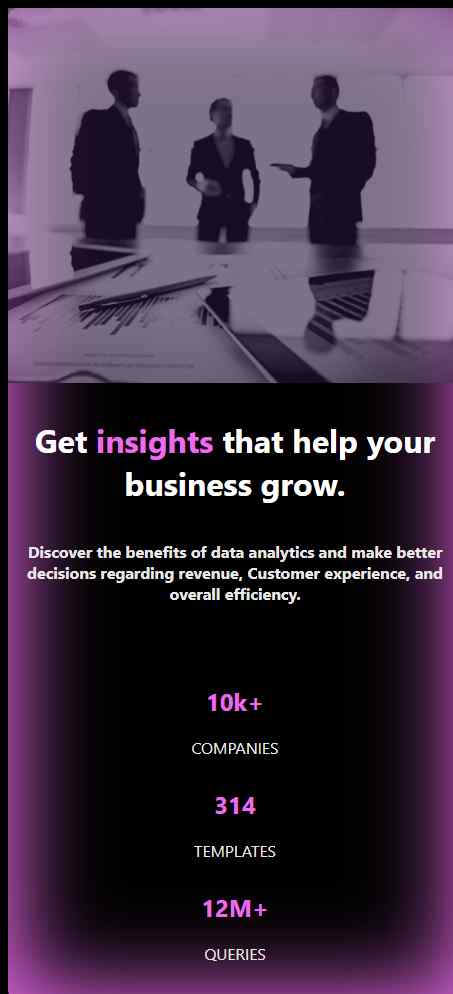 Get insights that help your
business grow.
Discover the benefits of data analytics and make better
decisions regarding revenue, Customer experience, and
overall efficiency.
10k+
COMPANIES
314
TEMPLATES
12M+
QUERIES